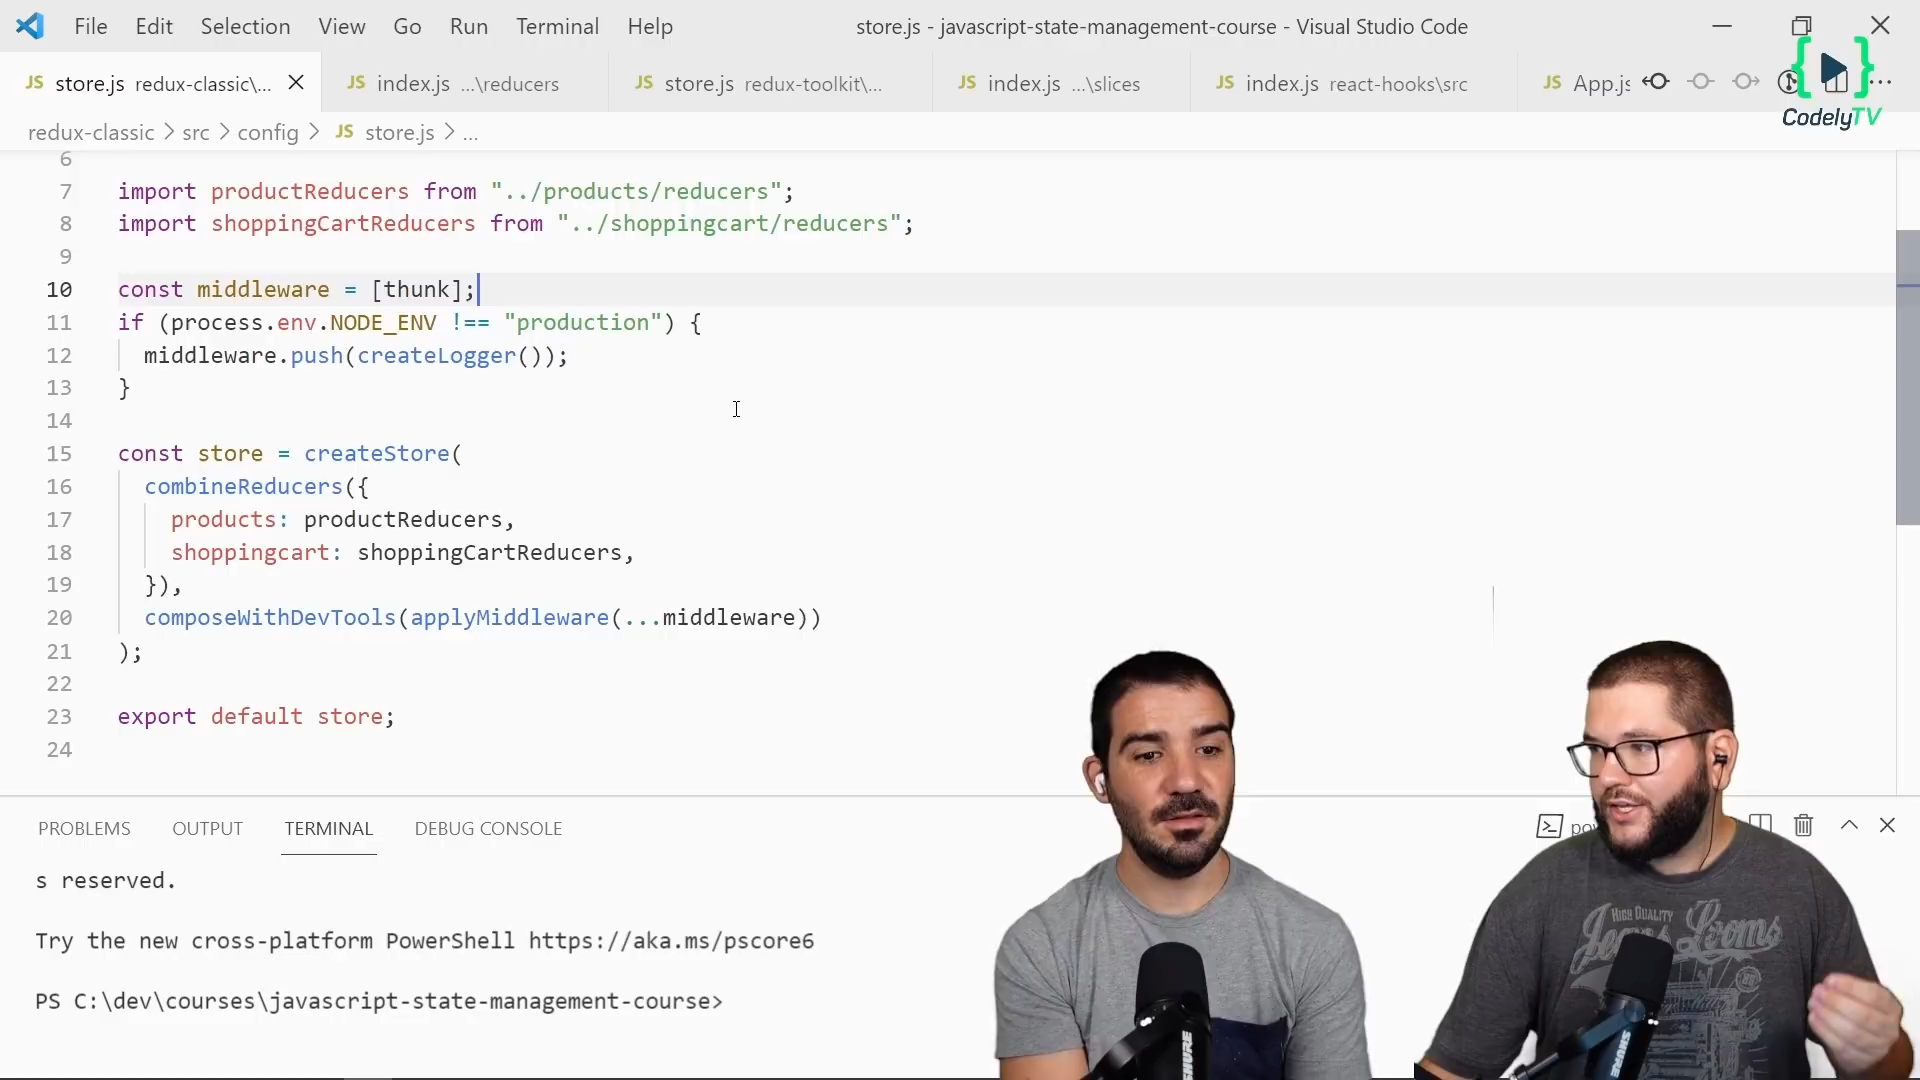 File Edit Selection View Go Run Terminal Help store.js - javascript-state-management-course - Visual Studio Code
JS store.js redux-classic\... JS index.js ...\reducers JS store.js redux-toolkit\... JS index.js ...\slices JS index.js react-hooks\src JS App.js
CodelyTV
redux-classic > src > config > JS store.js > ...
6
7 import productReducers from "../products/reducers";
8 import shoppingCartReducers from "../shoppingcart/reducers";
9
10 const middleware = [thunk];
11 if (process.env.NODE_ENV !== "production") {
12 middleware.push(createLogger());
13 }
14
15 const store = createStore(
16 combineReducers({
17 products: productReducers,
18 shoppingcart: shoppingCartReducers,
19 }),
20 composeWithDevTools(applyMiddleware(...middleware))
21 );
22
23 export default store;
24
PROBLEMS OUTPUT TERMINAL DEBUG CONSOLE
s reserved.
Try the new cross-platform PowerShell https://aka.ms/pscore6
PS C:\dev\courses\javascript-state-management-course>
HIGH QUALITY
SHURE
SHURE